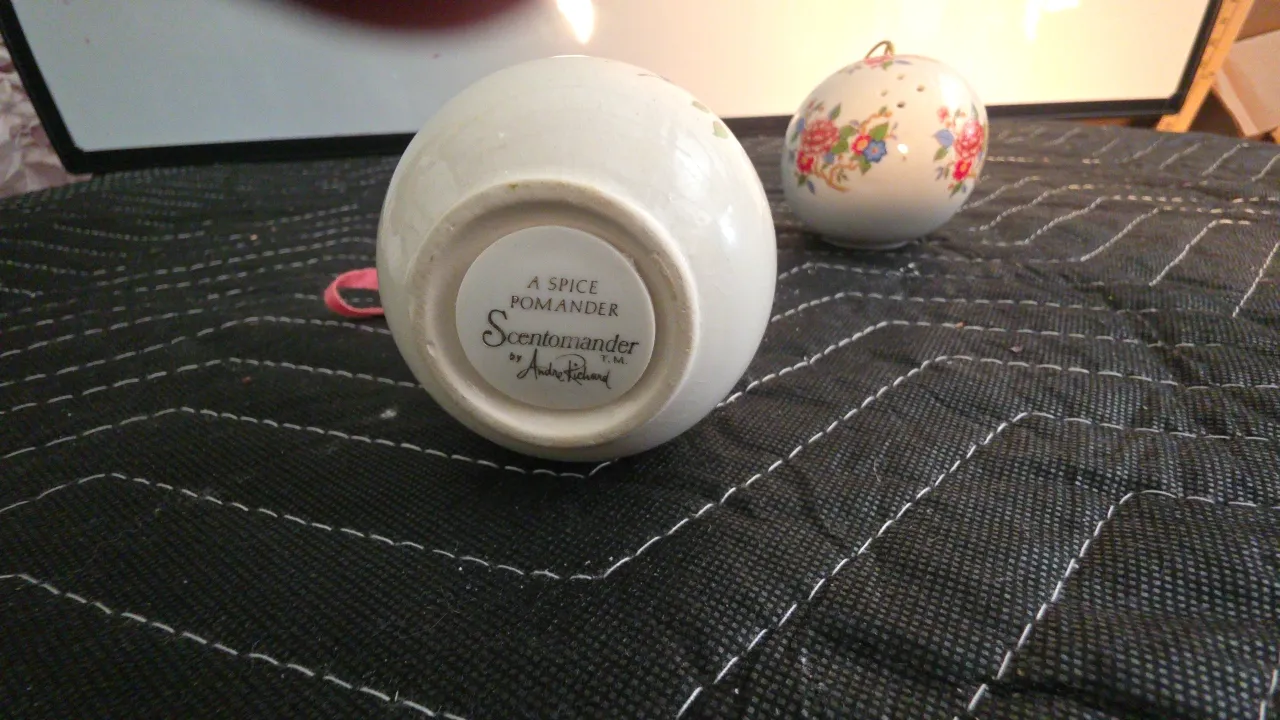 A SPICE
POMANDER
Scentomander
T.M.
by Andre Richard